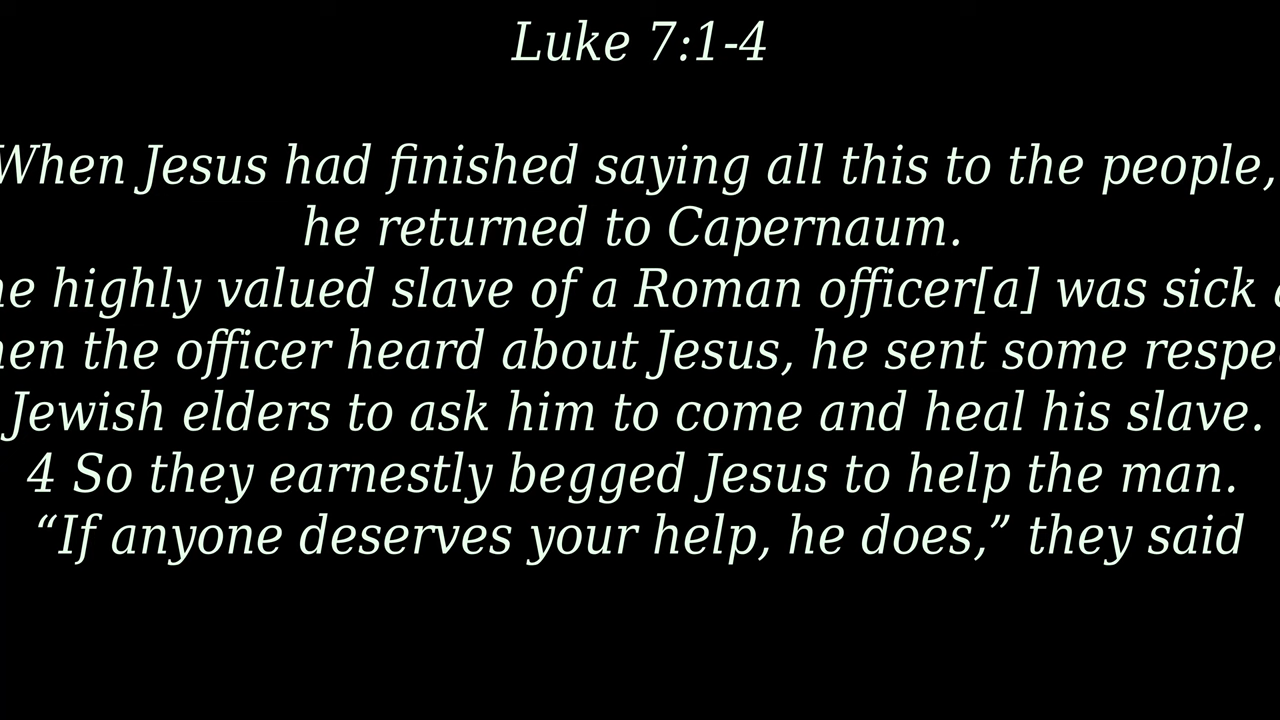 Luke 7:1-4
When Jesus had finished saying all this to the people,
he returned to Capernaum.
highly valued slave of a Roman officer[a] was sick
the officer heard about Jesus, he sent some
Jewish elders to ask him to come and heal his slave.
4 So they earnestly begged Jesus to help the man.
“If anyone deserves your help, he does,” they said